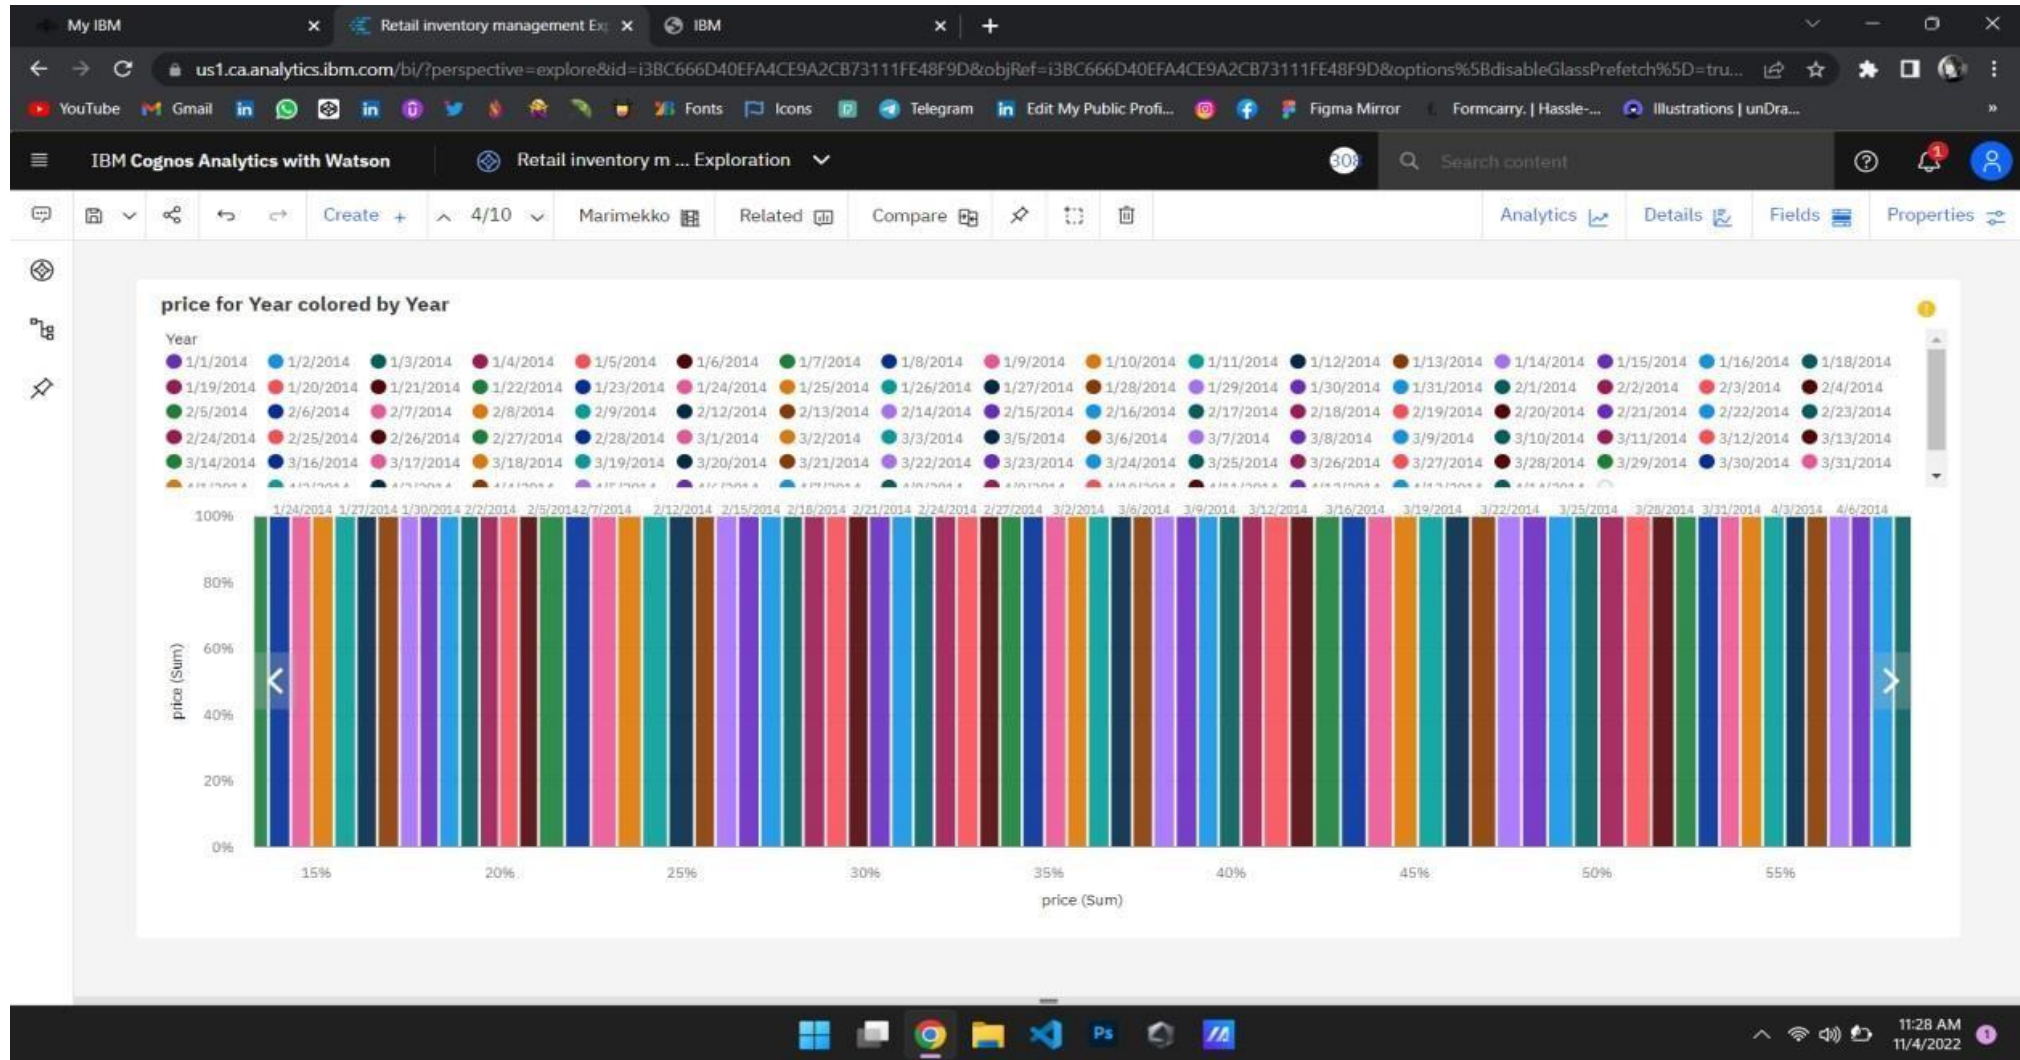 My IBM
Retail inventory management Ex
IBM
us1.ca.analytics.ibm.com/bi/?perspective=explore&id=i3BC666D40EFA4CE9A2CB73111FE48F9D&objRef=i3BC666D40EFA4CE9A2CB73111FE48F9D&options%5BdisableGlassPrefetch%5D=tru...
YouTube Gmail Fonts Icons Telegram Edit My Public Profi... Figma Mirror Formcarry. | Hassle-... Illustrations | unDra... »
IBM Cognos Analytics with Watson Retail inventory m ... Exploration 308 Search content 1
Create + 4/10 Marimekko Related Compare Analytics Details Fields Properties
price for Year colored by Year
Year
1/1/2014 1/2/2014 1/3/2014 1/4/2014 1/5/2014 1/6/2014 1/7/2014 1/8/2014 1/9/2014 1/10/2014 1/11/2014 1/12/2014 1/13/2014 1/14/2014 1/15/2014 1/16/2014 1/18/2014
1/19/2014 1/20/2014 1/21/2014 1/22/2014 1/23/2014 1/24/2014 1/25/2014 1/26/2014 1/27/2014 1/28/2014 1/29/2014 1/30/2014 1/31/2014 2/1/2014 2/2/2014 2/3/2014 2/4/2014
2/5/2014 2/6/2014 2/7/2014 2/8/2014 2/9/2014 2/12/2014 2/13/2014 2/14/2014 2/15/2014 2/16/2014 2/17/2014 2/18/2014 2/19/2014 2/20/2014 2/21/2014 2/22/2014 2/23/2014
2/24/2014 2/25/2014 2/26/2014 2/27/2014 2/28/2014 3/1/2014 3/2/2014 3/3/2014 3/5/2014 3/6/2014 3/7/2014 3/8/2014 3/9/2014 3/10/2014 3/11/2014 3/12/2014 3/13/2014
3/14/2014 3/16/2014 3/17/2014 3/18/2014 3/19/2014 3/20/2014 3/21/2014 3/22/2014 3/23/2014 3/24/2014 3/25/2014 3/26/2014 3/27/2014 3/28/2014 3/29/2014 3/30/2014 3/31/2014
1/24/2014 1/27/2014 1/30/2014 2/2/2014 2/5/2014 2/7/2014 2/12/2014 2/15/2014 2/18/2014 2/21/2014 2/24/2014 2/27/2014 3/2/2014 3/6/2014 3/9/2014 3/12/2014 3/16/2014 3/19/2014 3/22/2014 3/25/2014 3/28/2014 3/31/2014 4/3/2014 4/6/2014
100%
80%
60%
40%
20%
0%
price (Sum)
15% 20% 25% 30% 35% 40% 45% 50% 55%
price (Sum)
Ps
11:28 AM
11/4/2022
1